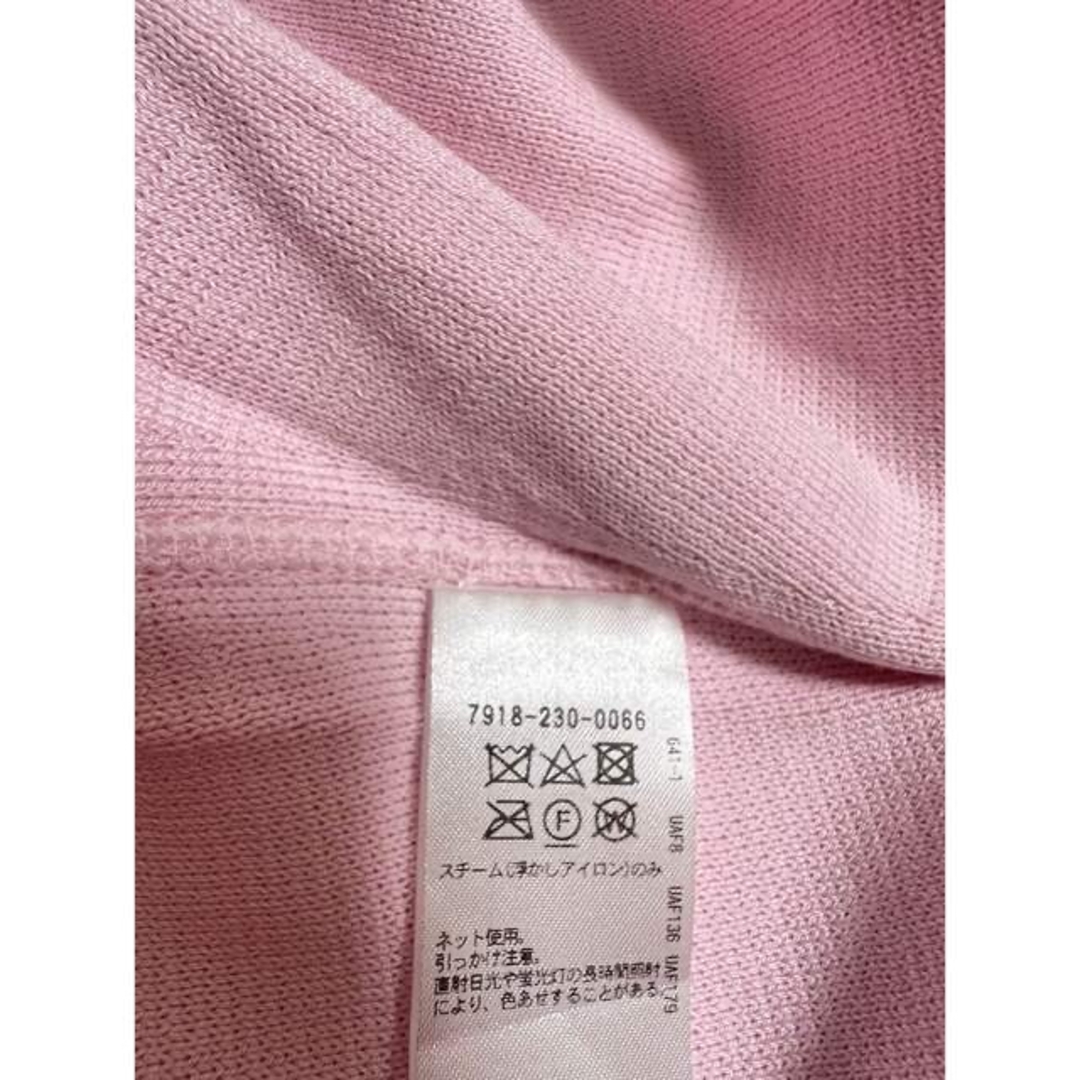 7918-230-0066
F
W
スチーム(浮かしアイロン)のみ
ネット使用。
引っかけ注意。
直射日光や蛍光灯の長時間照射
により、色あせすることがある。
641-1 UAF8 UAF136 UAF179